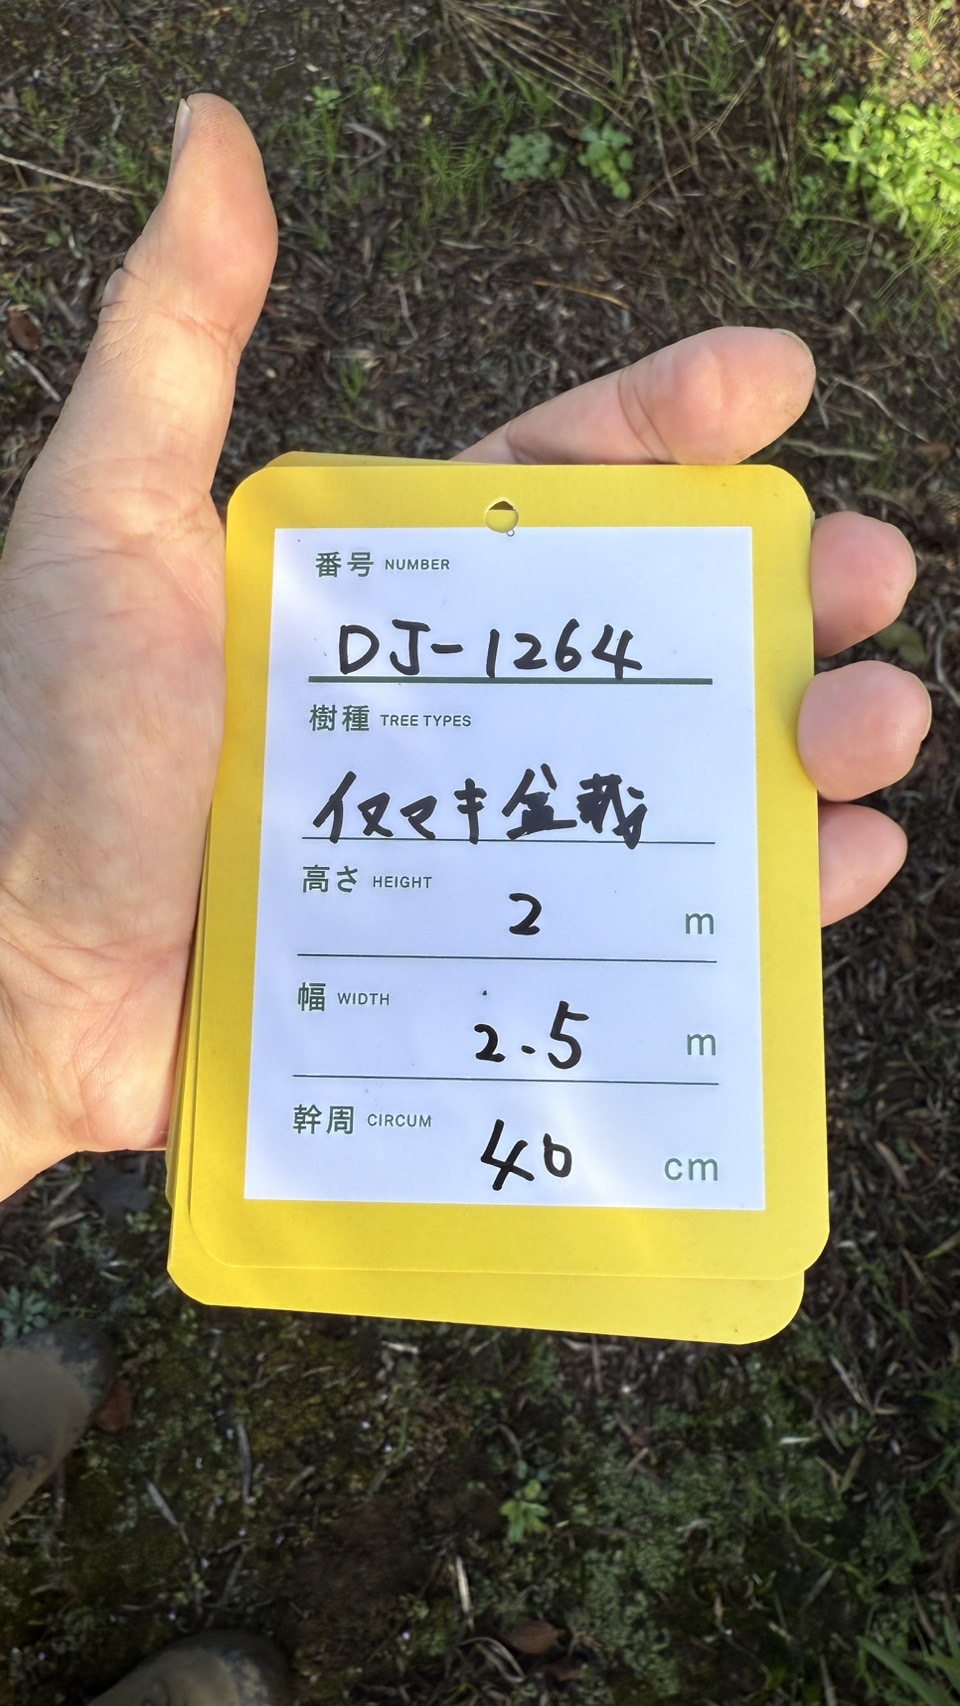 番号 NUMBER
DJ-1264
樹種 TREE TYPES
イヌマキ盆栽
高さ HEIGHT 2 m
幅 WIDTH 2.5 m
幹周 CIRCUM 40 cm